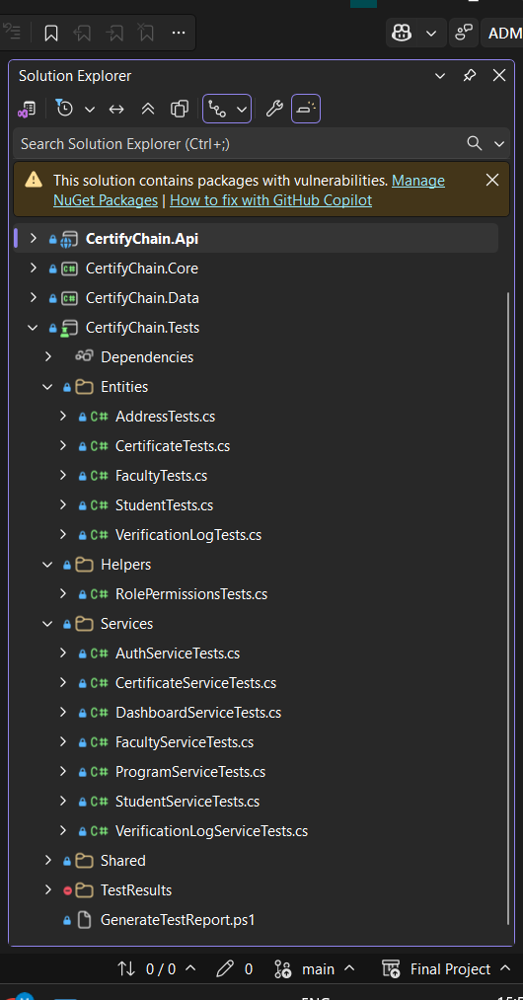 ADM
Solution Explorer
Search Solution Explorer (Ctrl+;)
This solution contains packages with vulnerabilities. Manage
NuGet Packages | How to fix with GitHub Copilot
CertifyChain.Api
C# CertifyChain.Core
C# CertifyChain.Data
CertifyChain.Tests
Dependencies
Entities
C# AddressTests.cs
C# CertificateTests.cs
C# FacultyTests.cs
C# StudentTests.cs
C# VerificationLogTests.cs
Helpers
C# RolePermissionsTests.cs
Services
C# AuthServiceTests.cs
C# CertificateServiceTests.cs
C# DashboardServiceTests.cs
C# FacultyServiceTests.cs
C# ProgramServiceTests.cs
C# StudentServiceTests.cs
C# VerificationLogServiceTests.cs
Shared
TestResults
GenerateTestReport.ps1
0 / 0 0 main Final Project